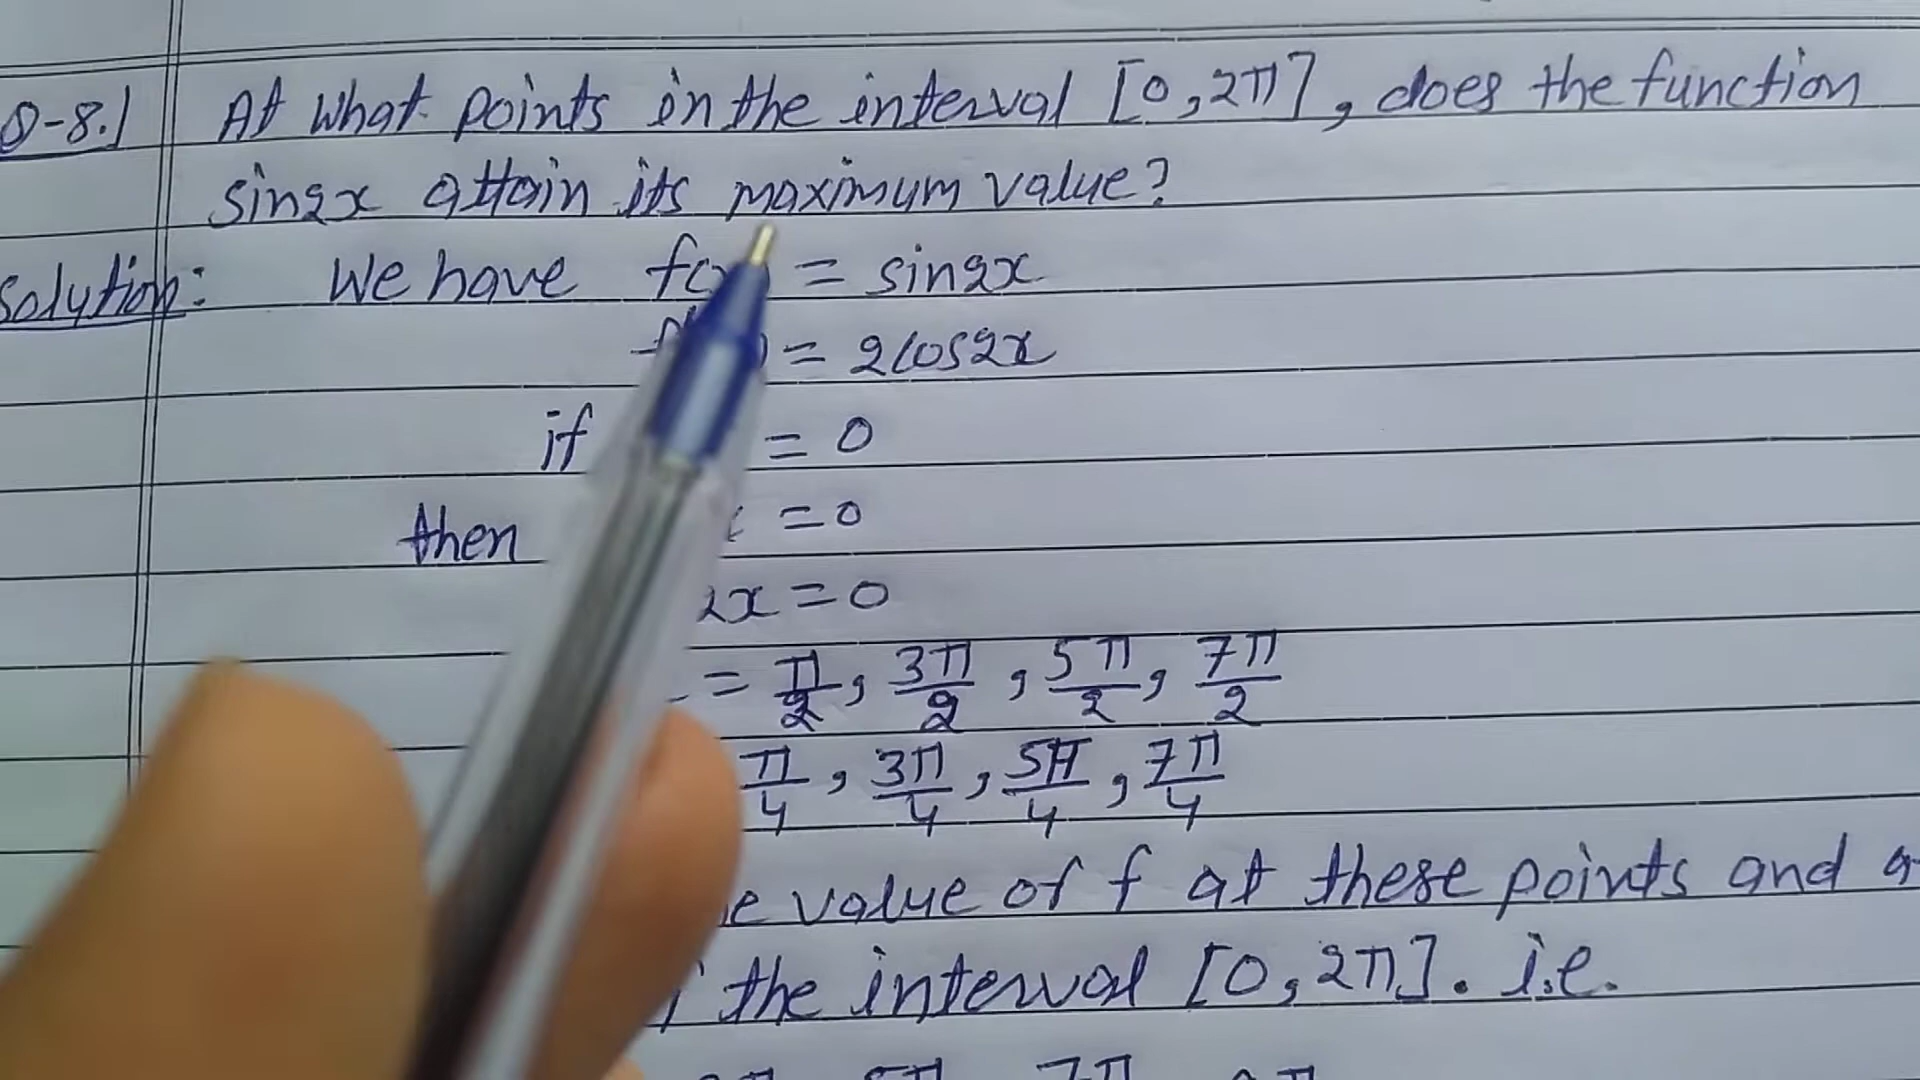 Q-8.1 At what points in the interval [0,2π], does the function
sin2x attain its maximum value?
Solution: We have f(x) = sin2x
= 2cos2x
if = 0
then = 0
2x = 0
= π/2, 3π/2, 5π/2, 7π/2
π/4, 3π/4, 5π/4, 7π/4
value of f at these points and
the interval [0,2π]. i.e.